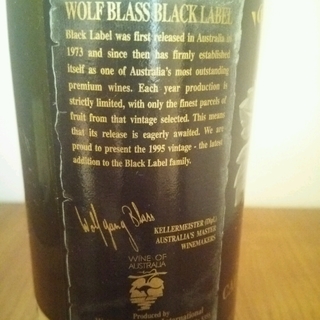 WOLF BLASS BLACK LABEL
Black Label was first released in Australia in
1973 and since then has firmly established
itself as one of Australia's most outstanding
premium wines. Each year production is
strictly limited, with only the finest parcels of
fruit from that vintage selected. This means
that its release is eagerly awaited. We are
proud to present the 1995 vintage - the latest
addition to the Black Label family.
Wolfgang Blass
KELLERMEISTER (Dipl.)
AUSTRALIA'S MASTER
WINEMAKERS
WINE OF
AUSTRALIA
Produced by
International